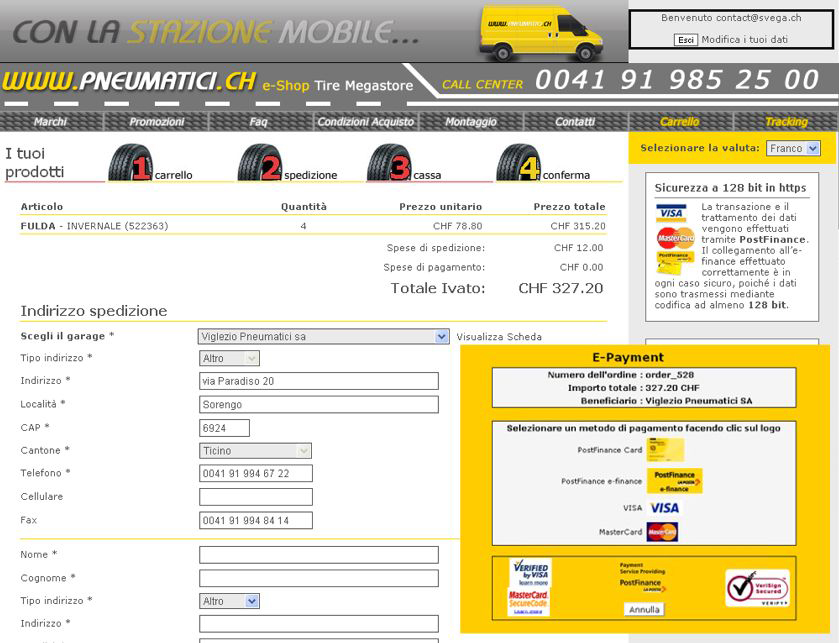 CON LA STAZIONE MOBILE...
WWW.PNEUMATICI.CH
Benvenuto contact@svega.ch
Esci Modifica i tuoi dati
WWW.PNEUMATICI.CH e-Shop Tire Megastore CALL CENTER 0041 91 985 25 00
Marchi Promozioni Faq Condizioni Acquisto Montaggio Contatti Carrello Tracking
Selezionare la valuta: Franco
I tuoi
prodotti
1 carrello 2 spedizione 3 cassa 4 conferma
Articolo Quantità Prezzo unitario Prezzo totale
FULDA - INVERNALE (522363) 4 CHF 78.80 CHF 315.20
Spese di spedizione: CHF 12.00
Spese di pagamento: CHF 0.00
Totale Ivato: CHF 327.20
Sicurezza a 128 bit in https
VISA
MasterCard
PostFinance
La transazione e il
trattamento dei dati
vengono effettuati
tramite PostFinance.
Il collegamento all'e-
finance effettuato
correttamente è in
ogni caso sicuro, poiché i dati
sono trasmessi mediante
codifica ad almeno 128 bit.
Indirizzo spedizione
Scegli il garage * Viglezio Pneumatici sa Visualizza Scheda
Tipo indirizzo * Altro
Indirizzo * via Paradiso 20
Località * Sorengo
CAP * 6924
Cantone * Ticino
Telefono * 0041 91 994 67 22
Cellulare
Fax 0041 91 994 84 14
Nome *
Cognome *
Tipo indirizzo * Altro
Indirizzo *
E-Payment
Numero dell'ordine : order_528
Importo totale : 327.20 CHF
Beneficiario : Viglezio Pneumatici SA
Selezionare un metodo di pagamento facendo clic sul logo
PostFinance Card
PostFinance e-finance PostFinance LA POSTA e-finance
VISA VISA
MasterCard MasterCard
VERIFIED by VISA
learn more
MasterCard.
SecureCode.
Payment
Service Providing
PostFinance
LA POSTA
Annulla
VeriSign
Secured
VERIFY